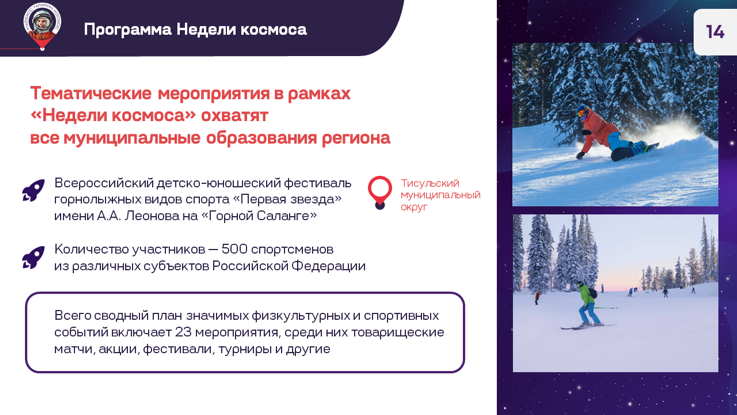 Программа Недели космоса
14
Тематические мероприятия в рамках
«Недели космоса» охватят
все муниципальные образования региона
Всероссийский детско-юношеский фестиваль
горнолыжных видов спорта «Первая звезда»
имени А.А. Леонова на «Горной Саланге»
Тисульский
муниципальный
округ
Количество участников — 500 спортсменов
из различных субъектов Российской Федерации
Всего сводный план значимых физкультурных и спортивных
событий включает 23 мероприятия, среди них товарищеские
матчи, акции, фестивали, турниры и другие